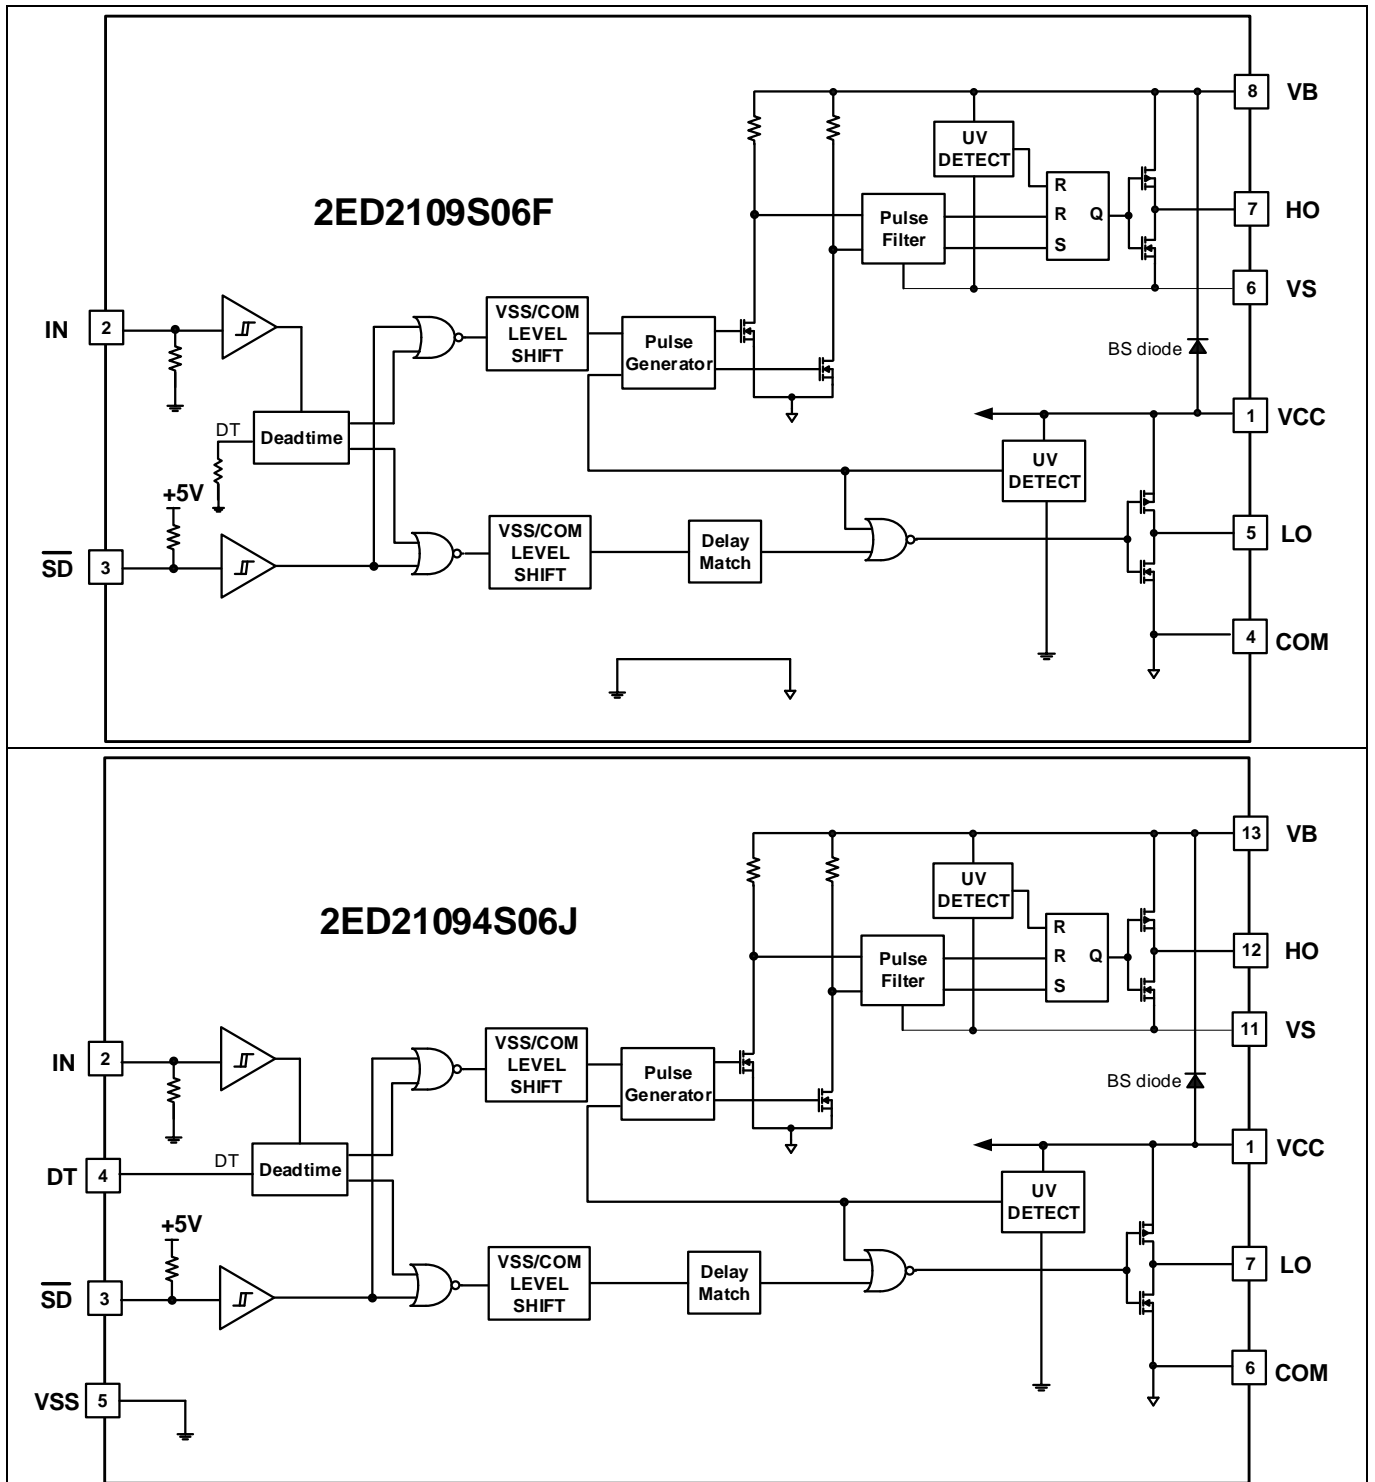 8
VB
UV
DETECT
2ED2109S06F
R
R
S
Q
7
HO
Pulse
Filter
6
VS
IN
2
VSS/COM
LEVEL
SHIFT
Pulse
Generator
BS diode
DT
Deadtime
1
VCC
UV
DETECT
+5V
VSS/COM
LEVEL
SHIFT
Delay
Match
5
LO
SD
3
4
COM
13
VB
UV
DETECT
2ED21094S06J
R
R
S
Q
12
HO
Pulse
Filter
11
VS
IN
2
VSS/COM
LEVEL
SHIFT
Pulse
Generator
BS diode
DT
4
DT
Deadtime
1
VCC
UV
DETECT
+5V
VSS/COM
LEVEL
SHIFT
Delay
Match
7
LO
SD
3
6
COM
VSS
5